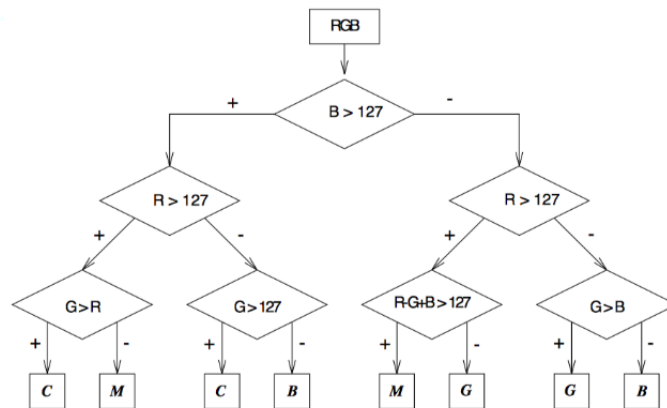 RGB
+ B > 127 -
R > 127 R > 127
+ - + -
G>R G>127 R-G+B>127 G>B
+ - + - + - + -
C M C B M G G B